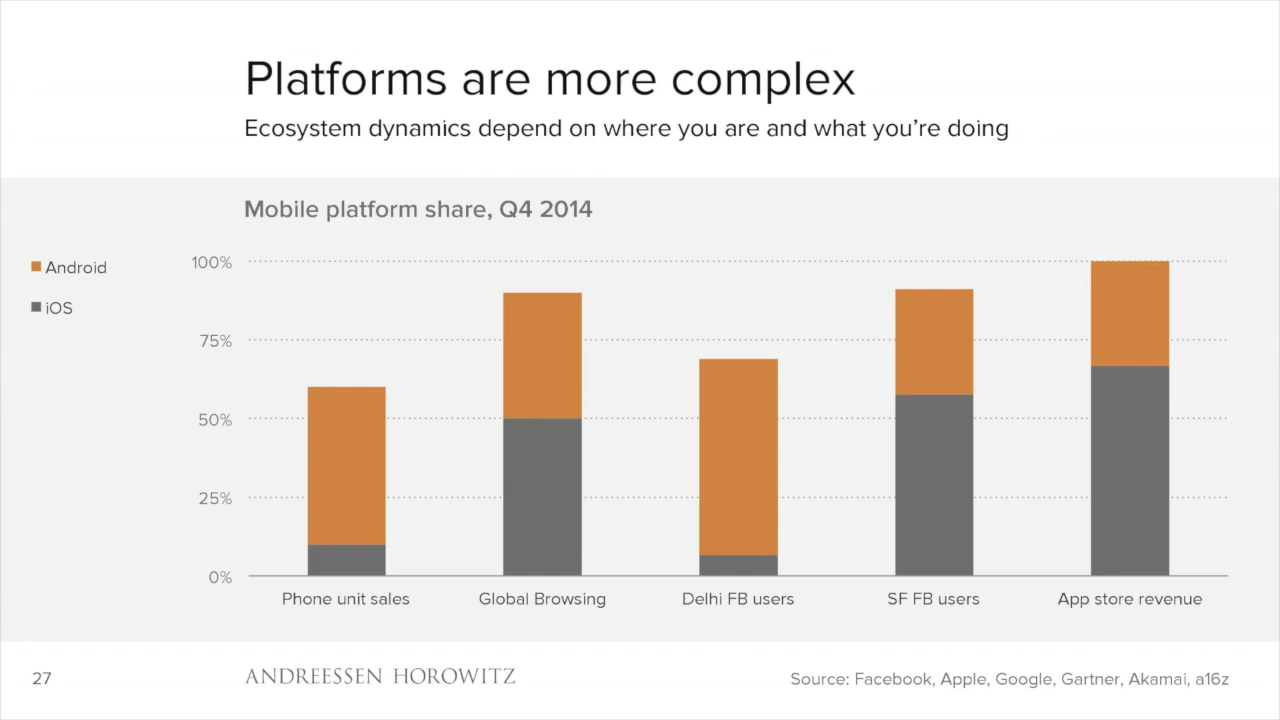 Platforms are more complex
Ecosystem dynamics depend on where you are and what you’re doing
Mobile platform share, Q4 2014
Android
iOS
100%
75%
50%
25%
0%
Phone unit sales
Global Browsing
Delhi FB users
SF FB users
App store revenue
27
ANDREESSEN HOROWITZ
Source: Facebook, Apple, Google, Gartner, Akamai, a16z